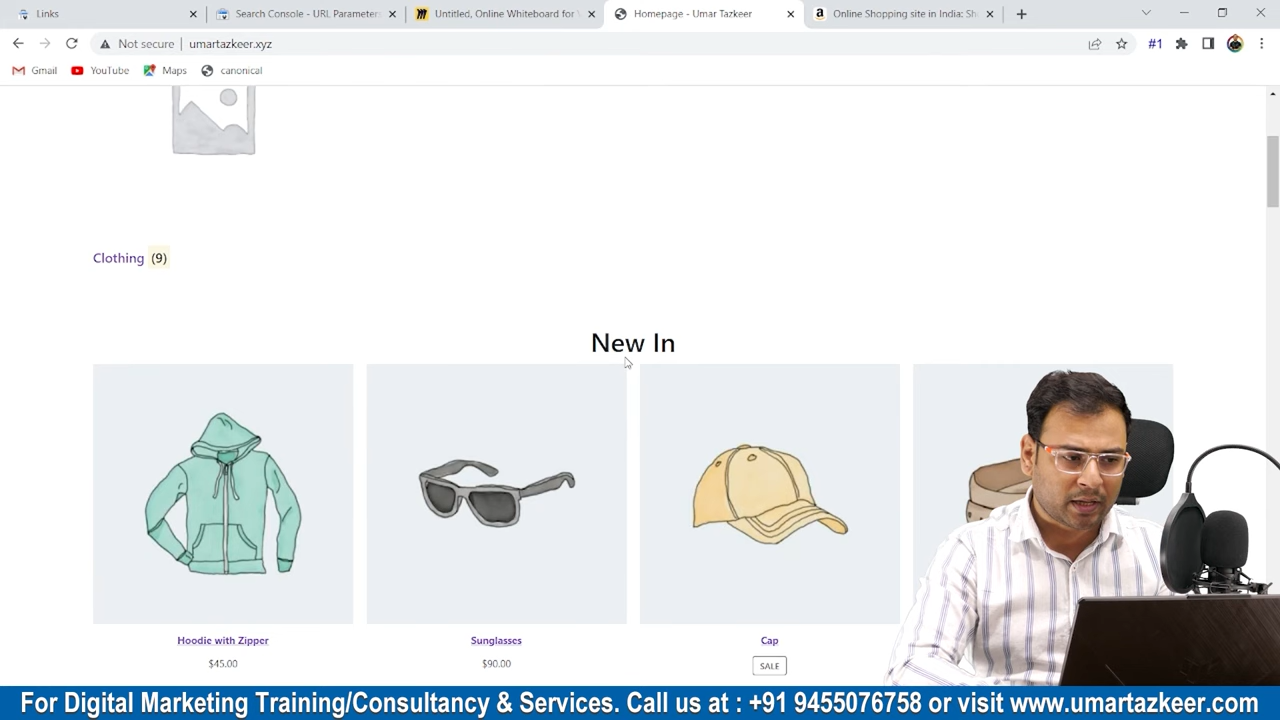 Links
Search Console - URL Parameters
Untitled, Online Whiteboard for V
Homepage - Umar Tazkeer
Online Shopping site in India: Sh
Not secure | umartazkeer.xyz
#1
Gmail
YouTube
Maps
canonical
Clothing (9)
New In
Hoodie with Zipper
Sunglasses
Cap
$45.00
$90.00
SALE
For Digital Marketing Training/Consultancy & Services. Call us at : +91 9455076758 or visit www.umartazkeer.com